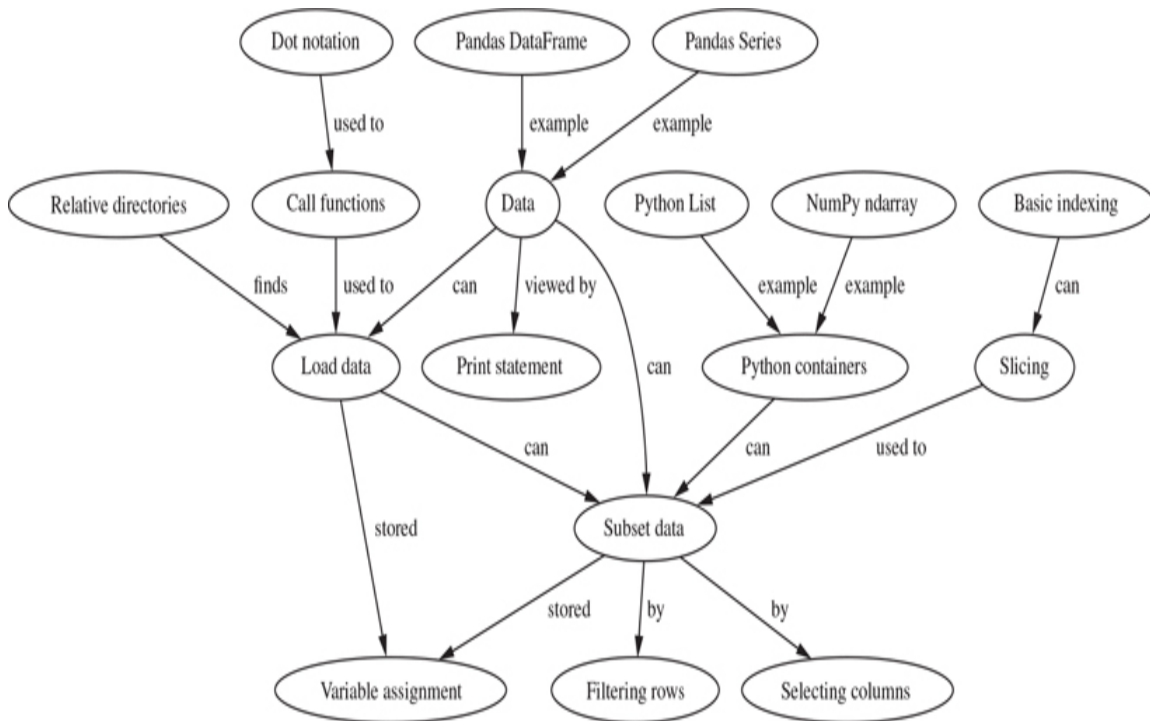 Dot notation
Pandas DataFrame
Pandas Series
used to
example
example
Relative directories
Call functions
Data
Python List
NumPy ndarray
Basic indexing
finds
used to
can
viewed by
example
example
can
Load data
Print statement
can
Python containers
Slicing
can
can
used to
stored
Subset data
stored
by
by
Variable assignment
Filtering rows
Selecting columns